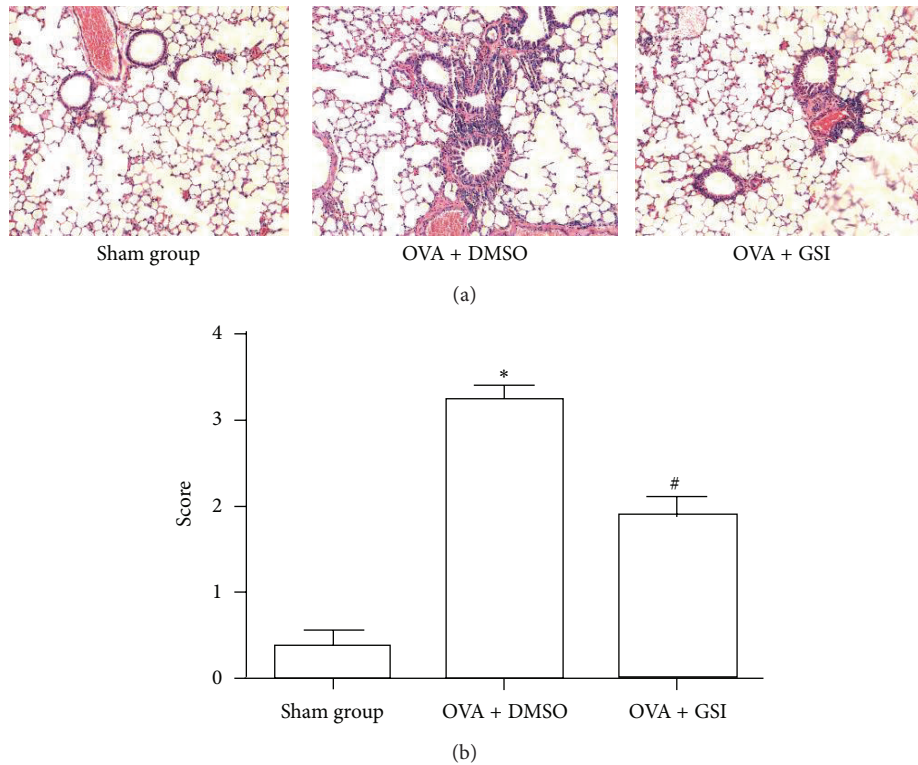 Sham group OVA + DMSO OVA + GSI
(a)
4
*
3
#
2
Score
1
0
Sham group OVA + DMSO OVA + GSI
(b)